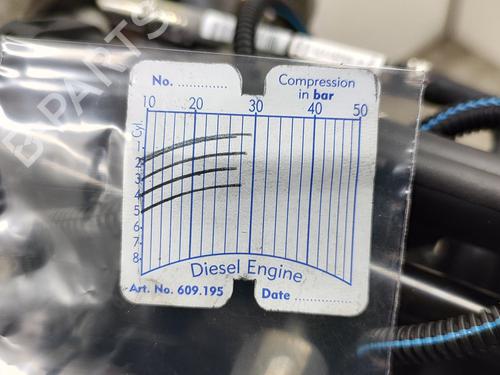 B PARTS
No. ..............
Compression
in bar
10 20 30 40 50
Cyl.
1
2
3
4
5
6
7
8
Diesel Engine
Art. No. 609.195
Date ..................